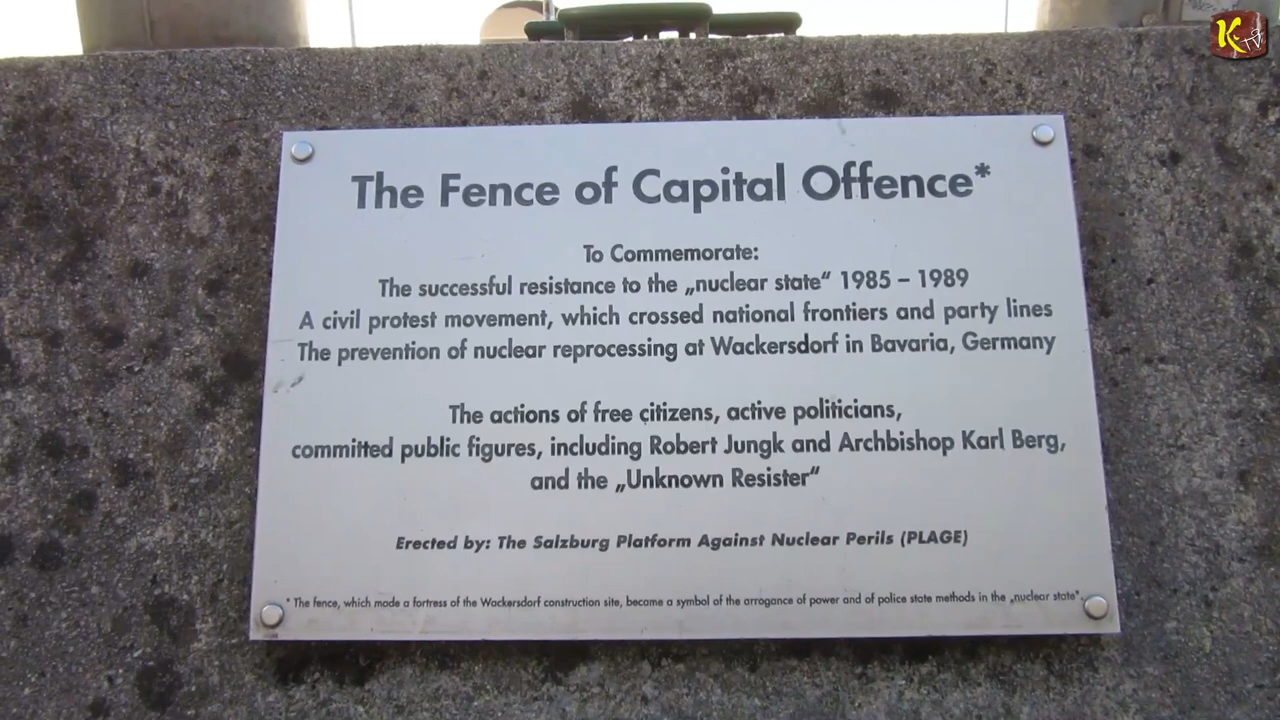 The Fence of Capital Offence*
To Commemorate:
The successful resistance to the „nuclear state“ 1985 – 1989
A civil protest movement, which crossed national frontiers and party lines
The prevention of nuclear reprocessing at Wackersdorf in Bavaria, Germany
The actions of free citizens, active politicians,
committed public figures, including Robert Jungk and Archbishop Karl Berg,
and the „Unknown Resister“
Erected by: The Salzburg Platform Against Nuclear Perils (PLAGE)
* The fence, which made a fortress of the Wackersdorf construction site, become a symbol of the arrogance of power and of police state methods in the „nuclear state“.
K TV